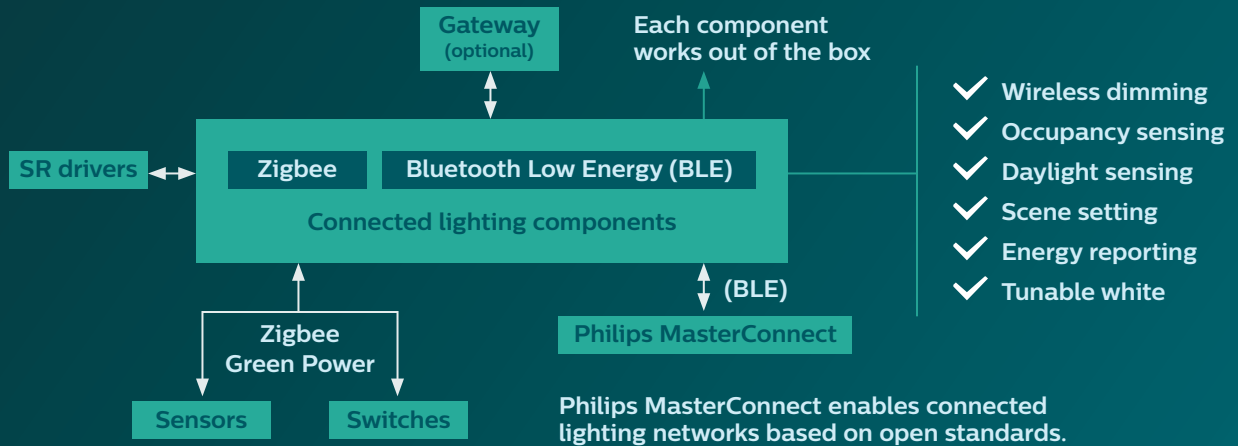 Gateway
(optional)
Each component
works out of the box
SR drivers
Zigbee
Bluetooth Low Energy (BLE)
Connected lighting components
Wireless dimming
Occupancy sensing
Daylight sensing
Scene setting
Energy reporting
Tunable white
(BLE)
Philips MasterConnect
Zigbee
Green Power
Sensors
Switches
Philips MasterConnect enables connected
lighting networks based on open standards.